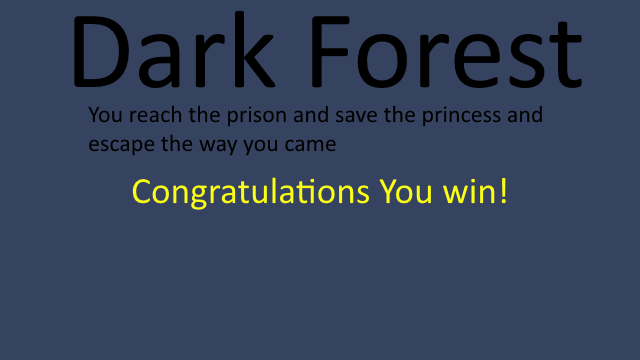 Dark Forest
You reach the prison and save the princess and
escape the way you came
Congratulations You win!